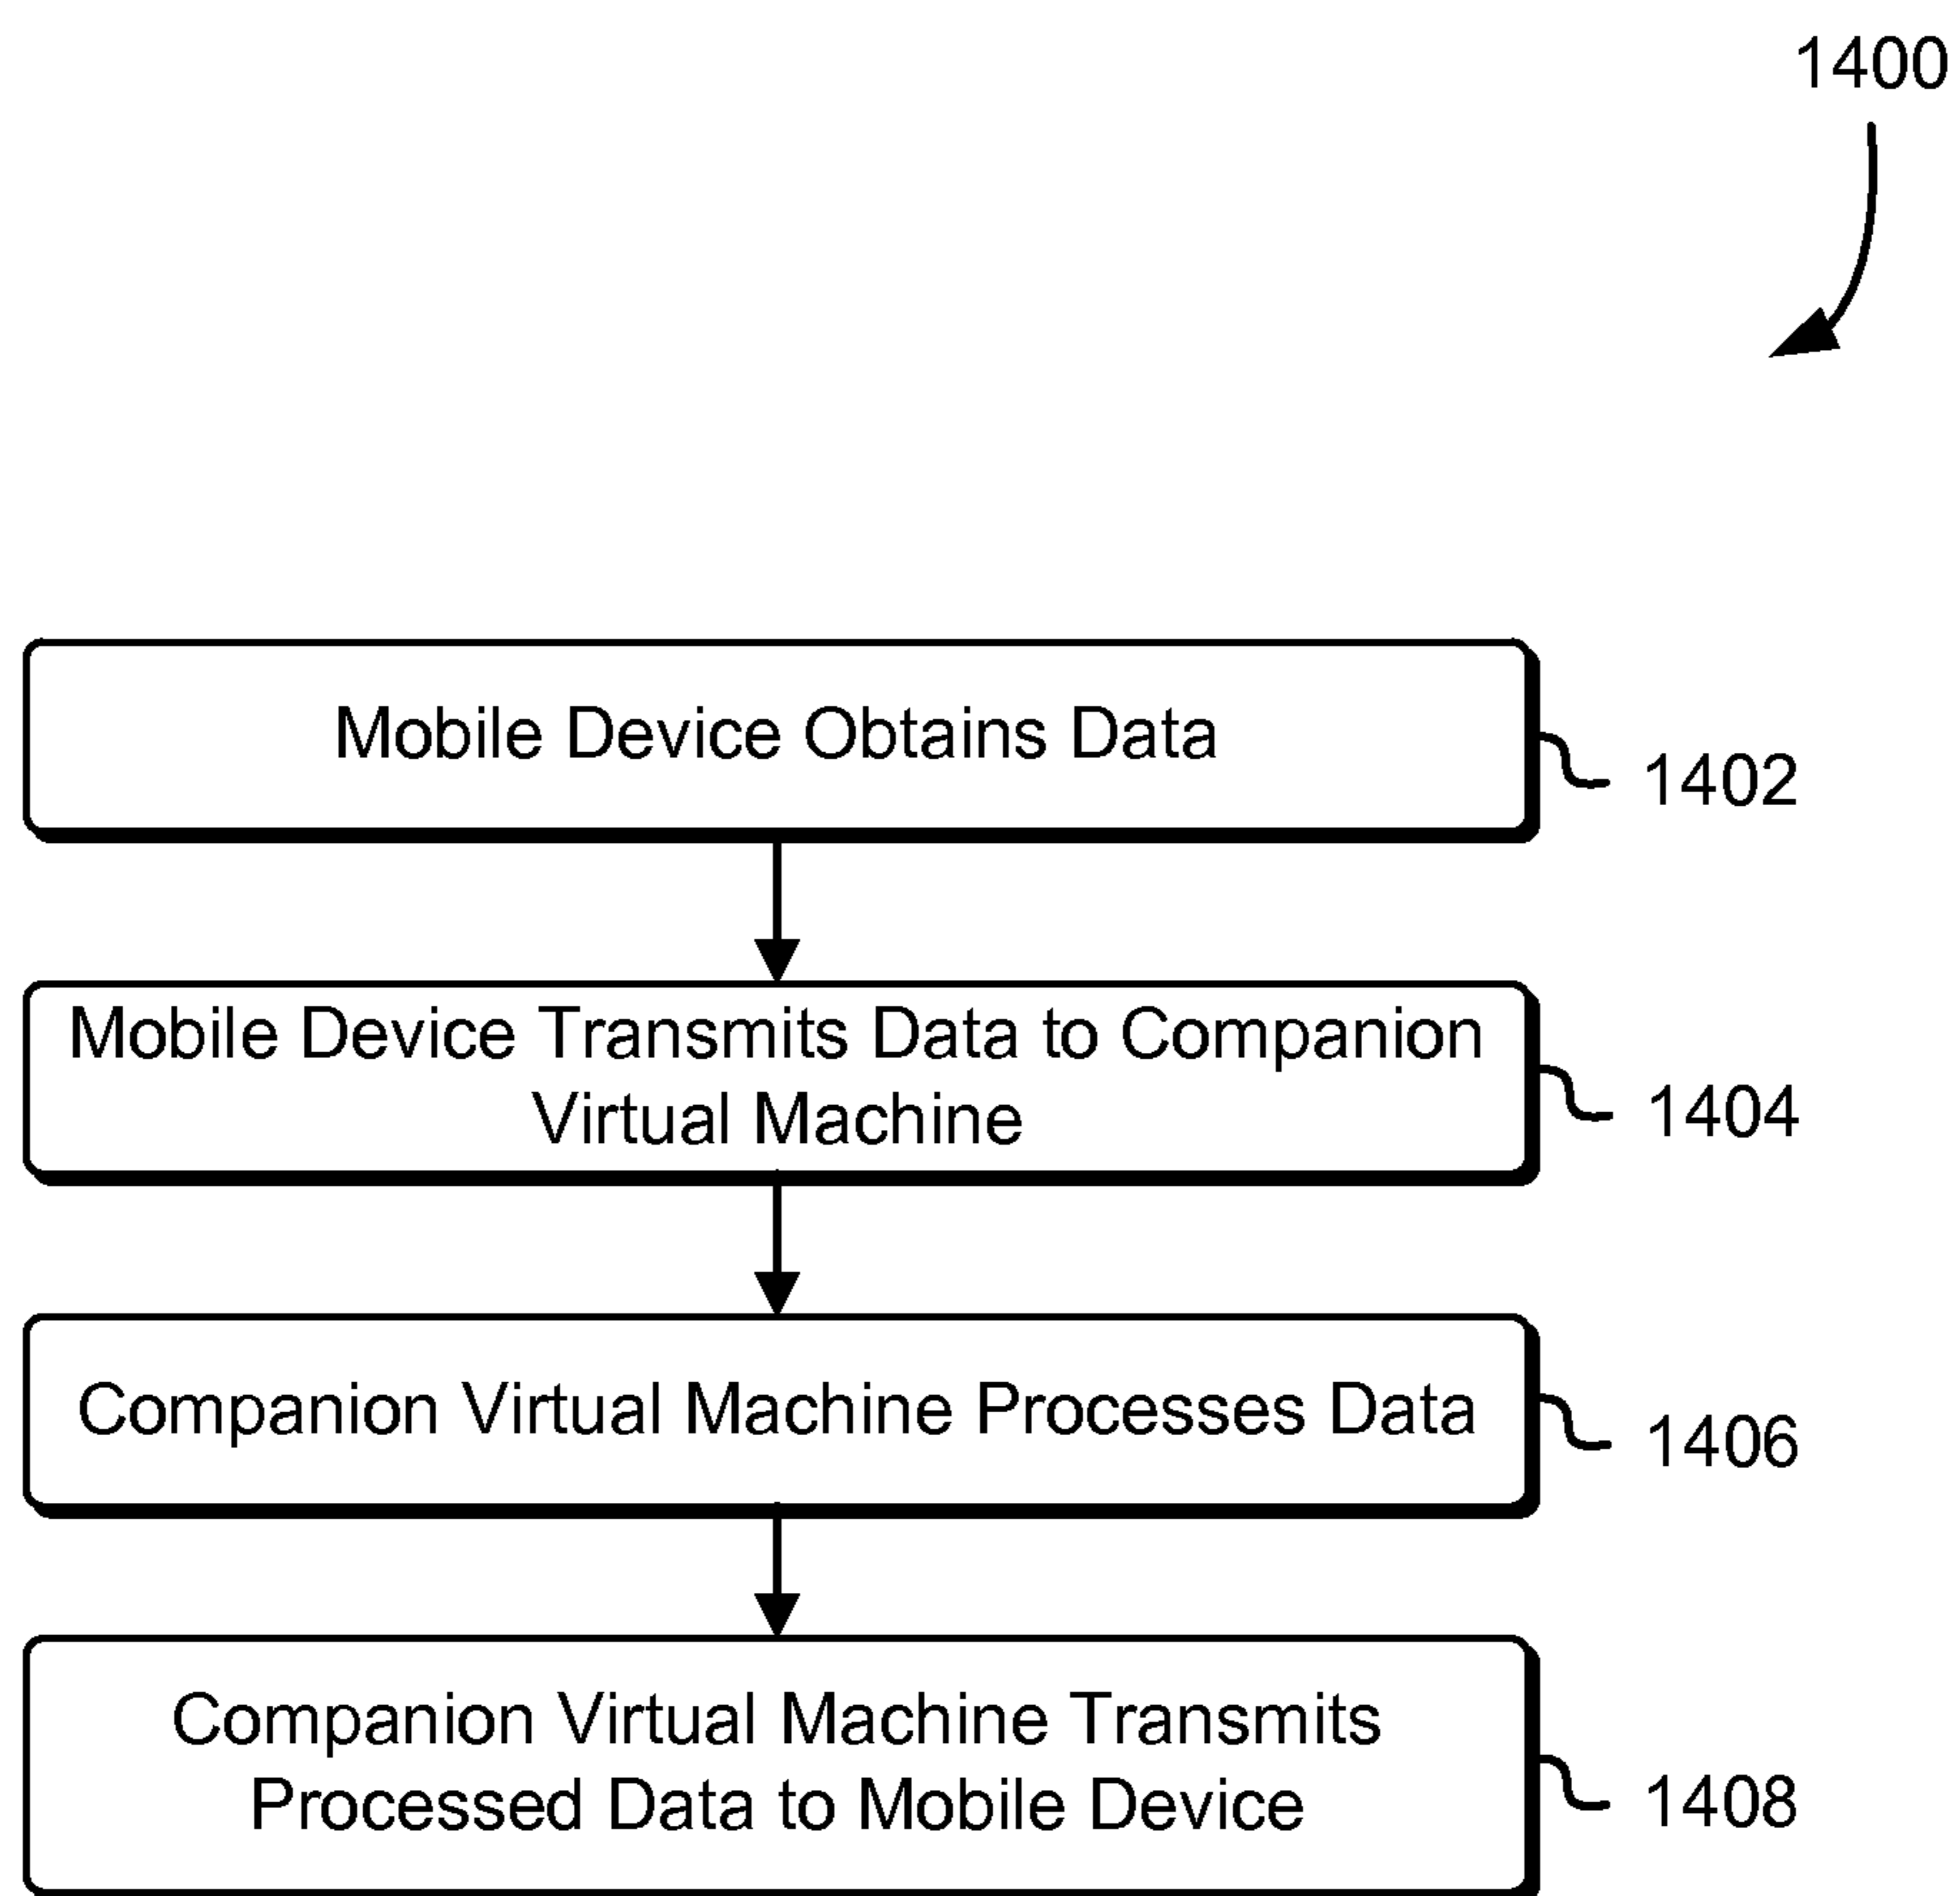 1400
Mobile Device Obtains Data
1402
Mobile Device Transmits Data to Companion
Virtual Machine
1404
Companion Virtual Machine Processes Data
1406
Companion Virtual Machine Transmits
Processed Data to Mobile Device
1408